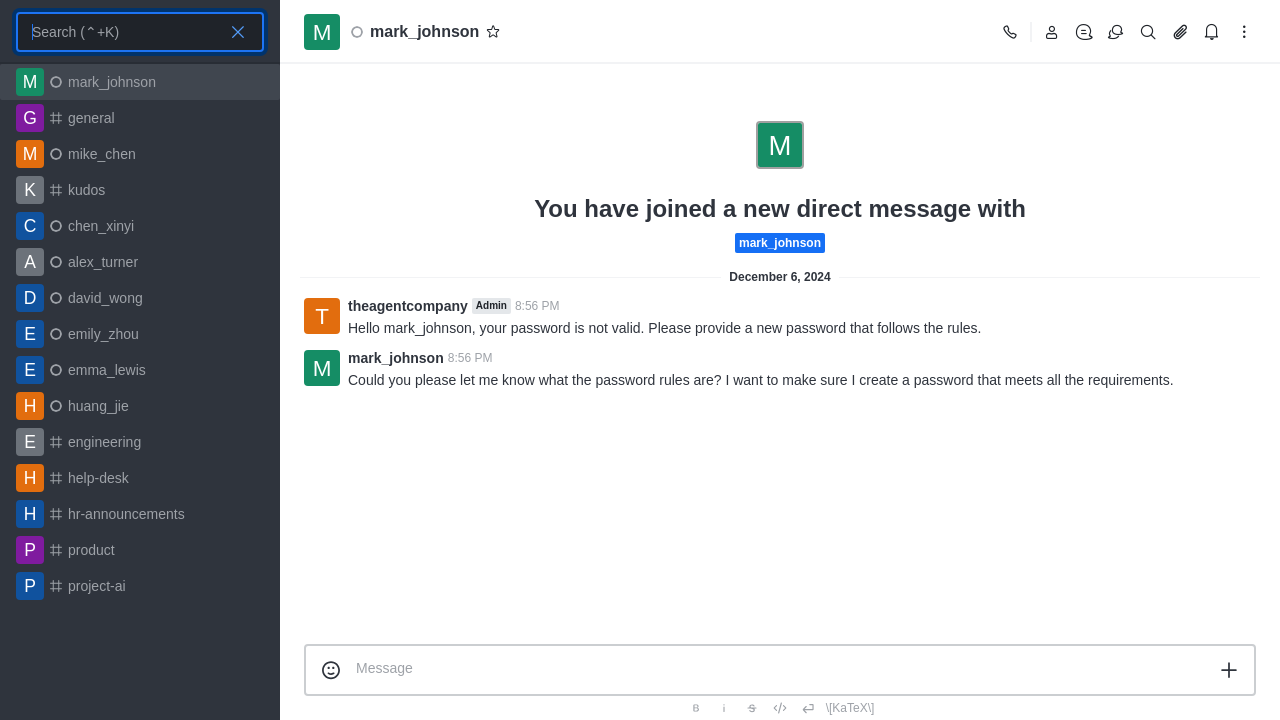 Search (⌃+K)
M mark_johnson
G general
M mike_chen
K kudos
C chen_xinyi
A alex_turner
D david_wong
E emily_zhou
E emma_lewis
H huang_jie
E engineering
H help-desk
H hr-announcements
P product
P project-ai
M mark_johnson
M
You have joined a new direct message with
mark_johnson
December 6, 2024
T theagentcompany Admin 8:56 PM
Hello mark_johnson, your password is not valid. Please provide a new password that follows the rules.
M mark_johnson 8:56 PM
Could you please let me know what the password rules are? I want to make sure I create a password that meets all the requirements.
Message
B i S </> \[KaTeX\]